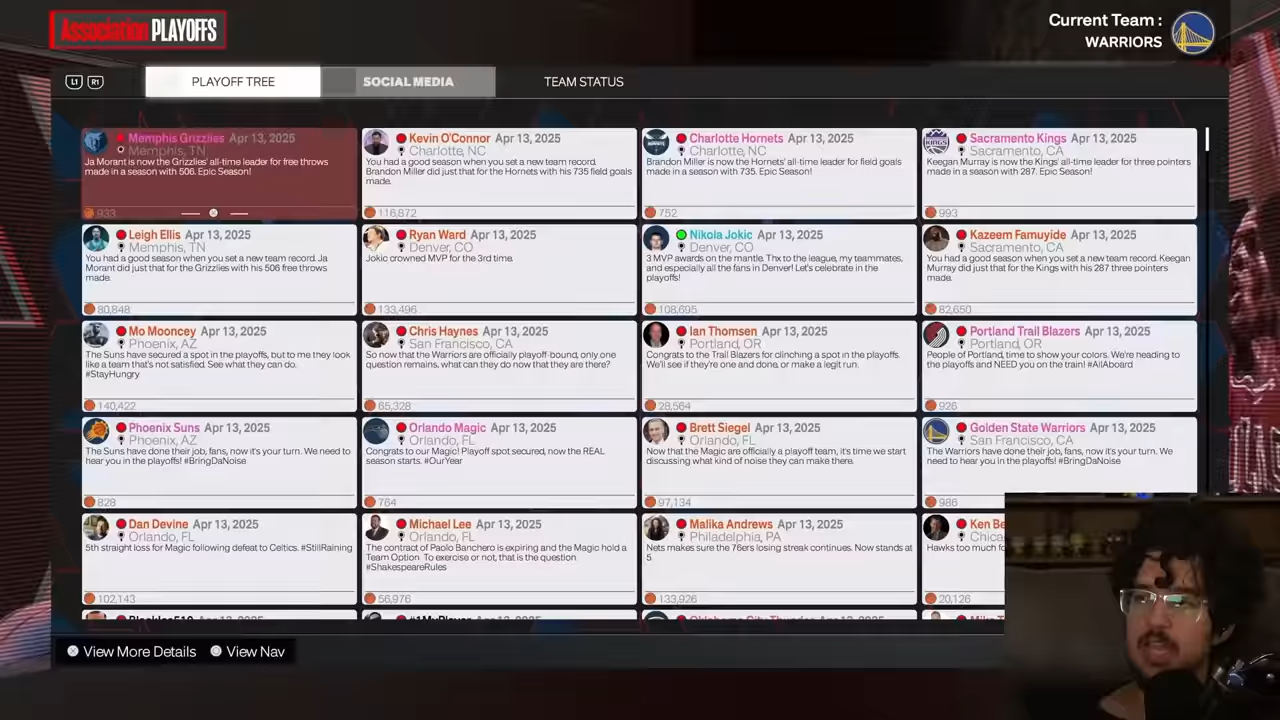 Association PLAYOFFS
Current Team :
WARRIORS
L1 R1
PLAYOFF TREE
SOCIAL MEDIA
TEAM STATUS
Memphis Grizzlies Apr 13, 2025
Memphis, TN
Ja Morant is now the Grizzlies' all-time leader for free throws
made in a season with 506. Epic Season!
933
Kevin O'Connor Apr 13, 2025
Charlotte, NC
You had a good season when you set a new team record.
Brandon Miller did just that for the Hornets with his 735 field goals
made.
116,872
Charlotte Hornets Apr 13, 2025
Charlotte, NC
Brandon Miller is now the Hornets' all-time leader for field goals
made in a season with 735. Epic Season!
752
Sacramento Kings Apr 13, 2025
Sacramento, CA
Keegan Murray is now the Kings' all-time leader for three pointers
made in a season with 287. Epic Season!
993
Leigh Ellis Apr 13, 2025
Memphis, TN
You had a good season when you set a new team record. Ja
Morant did just that for the Grizzlies with his 506 free throws
made.
80,848
Ryan Ward Apr 13, 2025
Denver, CO
Jokic crowned MVP for the 3rd time.
133,496
Nikola Jokic Apr 13, 2025
Denver, CO
3 MVP awards on the mantle. Thx to the league, my teammates,
and especially all the fans in Denver! Let's celebrate in the
playoffs!
108,695
Kazeem Famuyide Apr 13, 2025
Sacramento, CA
You had a good season when you set a new team record. Keegan
Murray did just that for the Kings with his 287 three pointers
made.
82,650
Mo Mooncey Apr 13, 2025
Phoenix, AZ
The Suns have secured a spot in the playoffs, but to me they look
like a team that's not satisfied. See what they can do.
#StayHungry
140,422
Chris Haynes Apr 13, 2025
San Francisco, CA
So now that the Warriors are officially playoff-bound, only one
question remains, what can they do now that they are there?
65,328
Ian Thomsen Apr 13, 2025
Portland, OR
Congrats to the Trail Blazers for clinching a spot in the playoffs.
We'll see if they're one and done, or make a legit run.
28,564
Portland Trail Blazers Apr 13, 2025
Portland, OR
People of Portland, time to show your colors. We're heading to
the playoffs and NEED you on the train! #AllAboard
926
Phoenix Suns Apr 13, 2025
Phoenix, AZ
The Suns have done their job, fans, now it's your turn. We need to
hear you in the playoffs! #BringDaNoise
828
Orlando Magic Apr 13, 2025
Orlando, FL
Congrats to our Magic! Playoff spot secured, now the REAL
season starts. #OurYear
764
Brett Siegel Apr 13, 2025
Orlando, FL
Now that the Magic are officially a playoff team, it's time we start
discussing what kind of noise they can make there.
97,134
Golden State Warriors Apr 13, 2025
San Francisco, CA
The Warriors have done their job, fans, now it's your turn. We
need to hear you in the playoffs! #BringDaNoise
986
Dan Devine Apr 13, 2025
Orlando, FL
5th straight loss for Magic following defeat to Celtics. #StillRaining
102,143
Michael Lee Apr 13, 2025
Orlando, FL
The contract of Paolo Banchero is expiring and the Magic hold a
Team Option. To exercise or not, that is the question
#ShakespeareRules
56,976
Malika Andrews Apr 13, 2025
Philadelphia, PA
Nets makes sure the 76ers losing streak continues. Now stands at
5.
133,926
Ken Be
Chica
Hawks too much fo
20,126
Oklahoma City Thunder Apr 13, 2025
View More Details
View Nav